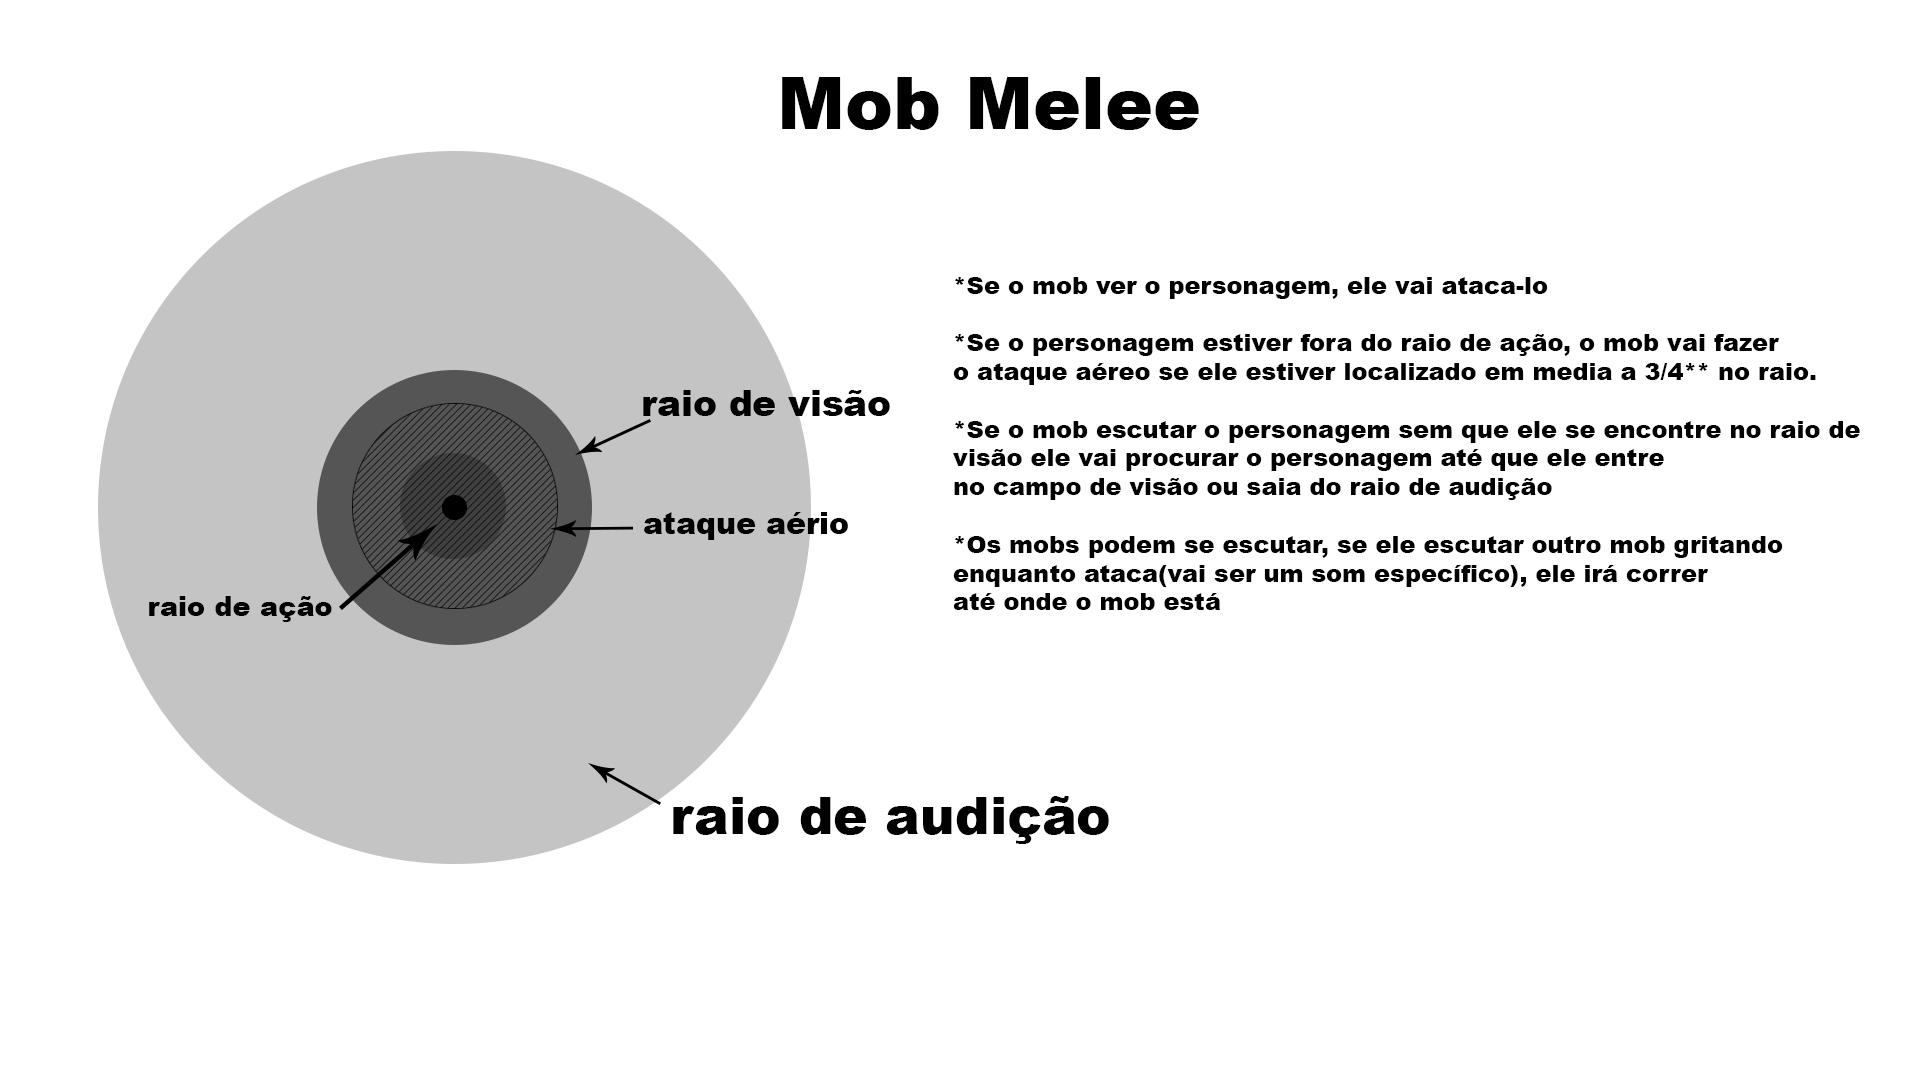 Mob Melee
*Se o mob ver o personagem, ele vai ataca-lo
*Se o personagem estiver fora do raio de ação, o mob vai fazer
o ataque aéreo se ele estiver localizado em media a 3/4** no raio.
*Se o mob escutar o personagem sem que ele se encontre no raio de
visão ele vai procurar o personagem até que ele entre
no campo de visão ou saia do raio de audição
*Os mobs podem se escutar, se ele escutar outro mob gritando
enquanto ataca(vai ser um som específico), ele irá correr
até onde o mob está
raio de visão
ataque aério
raio de ação
raio de audição